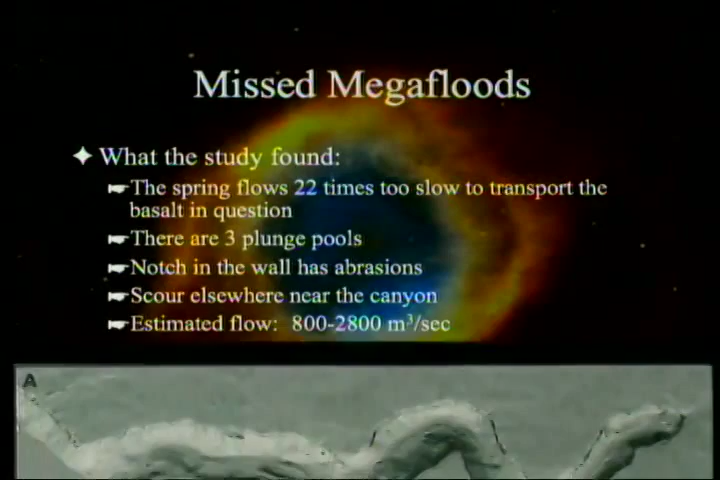 Missed Megafloods
What the study found:
The spring flows 22 times too slow to transport the
basalt in question
There are 3 plunge pools
Notch in the wall has abrasions
Scour elsewhere near the canyon
Estimated flow: 800-2800 m³/sec
A